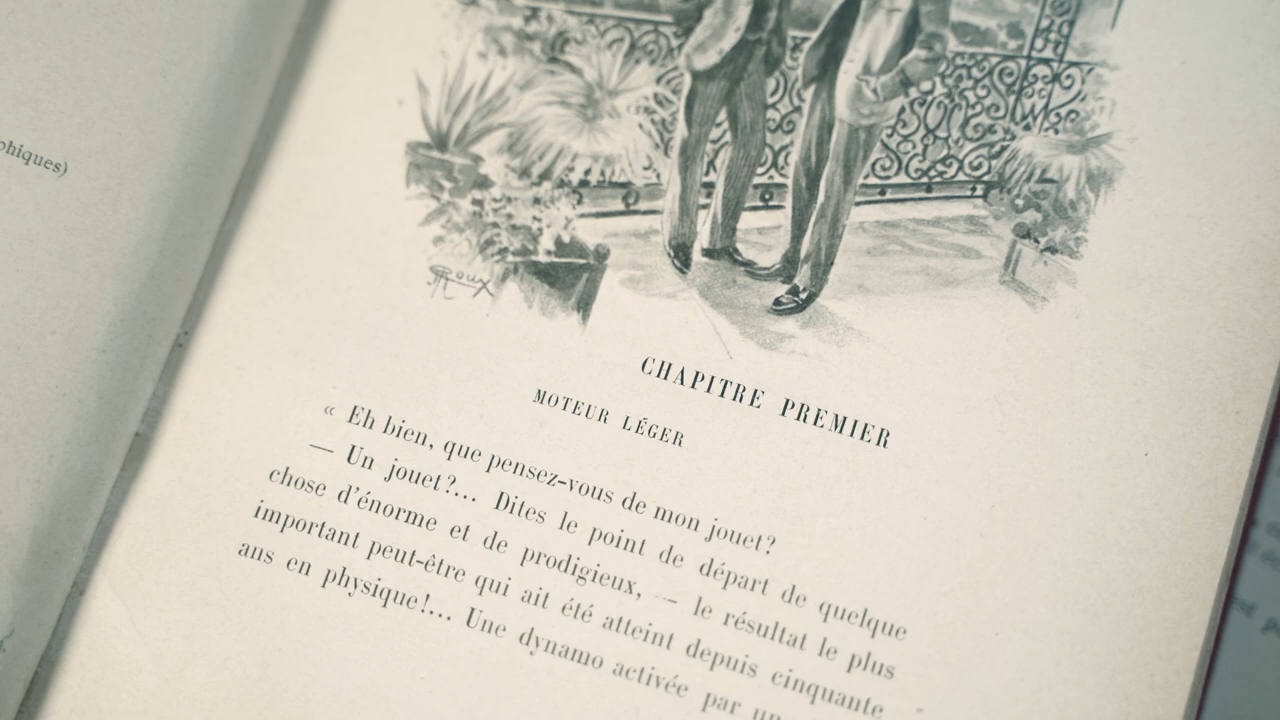 phiques)
Roux
CHAPITRE PREMIER
MOTEUR LÉGER
« Eh bien, que pensez-vous de mon jouet?
— Un jouet?... Dites le point de départ de quelque
chose d'énorme et de prodigieux, — le résultat le plus
important peut-être qui ait été atteint depuis cinquante
ans en physique!... Une dynamo activée par un